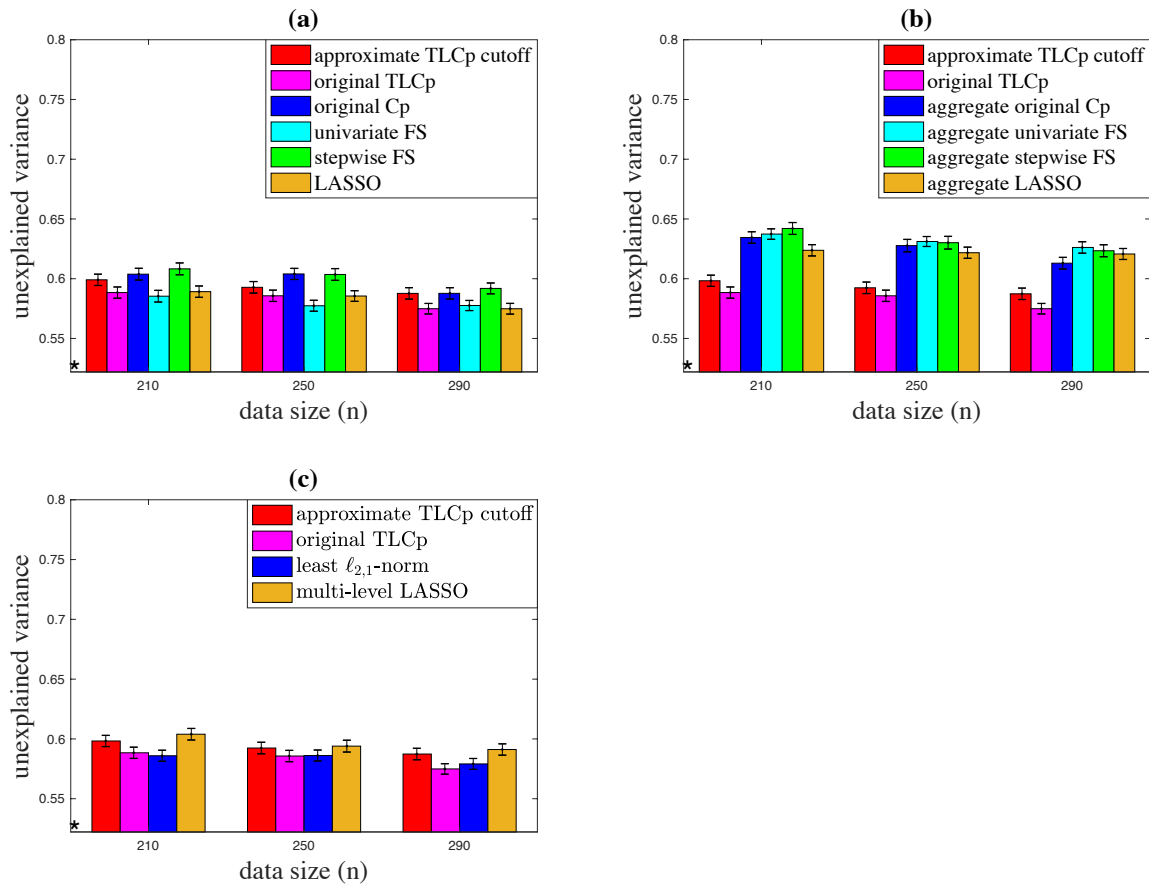 (a)
0.8
0.75
0.7
0.65
0.6
0.55
unexplained variance
approximate TLCp cutoff
original TLCp
original Cp
univariate FS
stepwise FS
LASSO
*
210
250
290
data size (n)
(b)
0.8
0.75
0.7
0.65
0.6
0.55
unexplained variance
approximate TLCp cutoff
original TLCp
aggregate original Cp
aggregate univariate FS
aggregate stepwise FS
aggregate LASSO
*
210
250
290
data size (n)
(c)
0.8
0.75
0.7
0.65
0.6
0.55
unexplained variance
approximate TLCp cutoff
original TLCp
least ℓ2,1-norm
multi-level LASSO
*
210
250
290
data size (n)